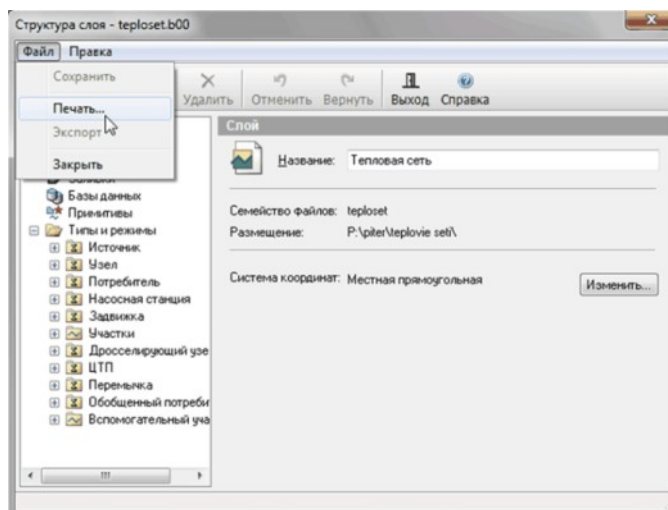 Структура слоя - teploset.b00
Файл Правка
Сохранить
Печать...
Экспорт
Закрыть
Удалить Отменить Вернуть Выход Справка
Базы данных
Примитивы
Типы и режимы
Источник
Узел
Потребитель
Насосная станция
Задвижка
Участки
Дросселирующий узе
ЦТП
Перемычка
Обобщенный потреби
Вспомогательный уча
Слой
Название: Тепловая сеть
Семейство файлов: teploset
Размещение: P:\piter\teplovie seti\
Система координат: Местная прямоугольная
Изменить...